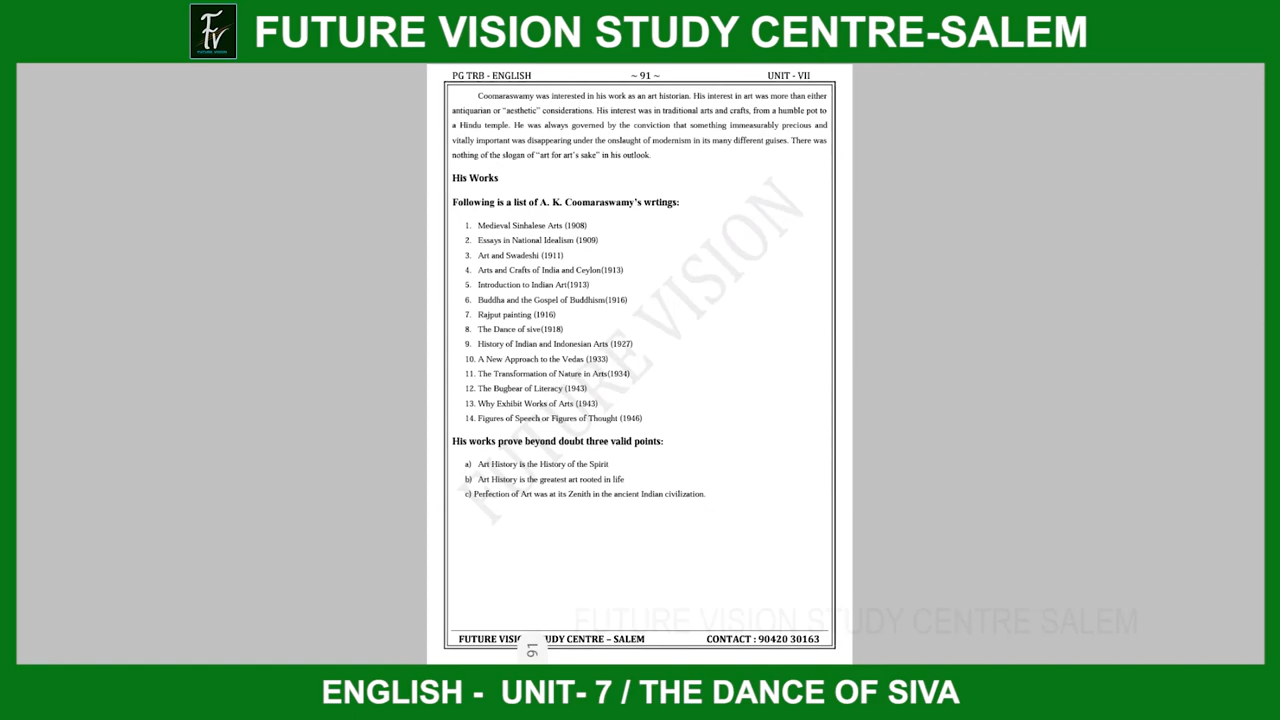 FUTURE VISION STUDY CENTRE-SALEM
FV
FUTURE VISION
PG TRB - ENGLISH ~ 91 ~ UNIT - VII
Coomaraswamy was interested in his work as an art historian. His interest in art was more than either
antiquarian or “aesthetic” considerations. His interest was in traditional arts and crafts, from a humble pot to
a Hindu temple. He was always governed by the conviction that something immeasurably precious and
vitally important was disappearing under the onslaught of modernism in its many different guises. There was
nothing of the slogan of “art for art's sake” in his outlook.
His Works
Following is a list of A. K. Coomaraswamy's wrtings:
1. Medieval Sinhalese Arts (1908)
2. Essays in National Idealism (1909)
3. Art and Swadeshi (1911)
4. Arts and Crafts of India and Ceylon(1913)
5. Introduction to Indian Art(1913)
6. Buddha and the Gospel of Buddhism(1916)
7. Rajput painting (1916)
8. The Dance of sive(1918)
9. History of Indian and Indonesian Arts (1927)
10. A New Approach to the Vedas (1933)
11. The Transformation of Nature in Arts(1934)
12. The Bugbear of Literacy (1943)
13. Why Exhibit Works of Arts (1943)
14. Figures of Speech or Figures of Thought (1946)
His works prove beyond doubt three valid points:
a) Art History is the History of the Spirit
b) Art History is the greatest art rooted in life
c) Perfection of Art was at its Zenith in the ancient Indian civilization.
FUTURE VISION
FUTURE VISION STUDY CENTRE SALEM
FUTURE VISION STUDY CENTRE – SALEM CONTACT : 90420 30163
91
ENGLISH - UNIT- 7 / THE DANCE OF SIVA